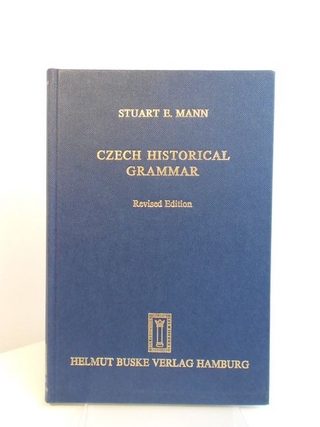 STUART E. MANN
CZECH HISTORICAL
GRAMMAR
Revised Edition
HELMUT BUSKE VERLAG HAMBURG